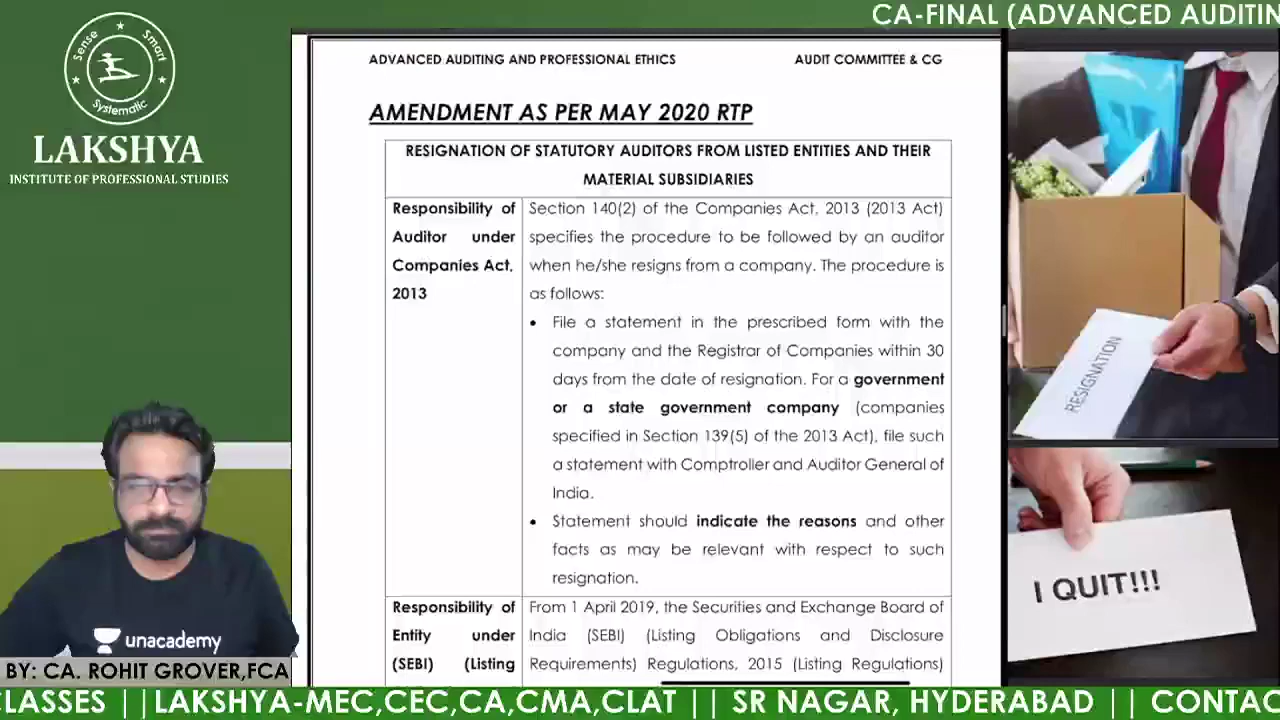 CA-FINAL (ADVANCED AUDITIN
Sense
Smart
Systematic
LAKSHYA
INSTITUTE OF PROFESSIONAL STUDIES
ADVANCED AUDITING AND PROFESSIONAL ETHICS
AUDIT COMMITTEE & CG
AMENDMENT AS PER MAY 2020 RTP
RESIGNATION OF STATUTORY AUDITORS FROM LISTED ENTITIES AND THEIR
MATERIAL SUBSIDIARIES
Responsibility of
Auditor under
Companies Act,
2013
Section 140(2) of the Companies Act, 2013 (2013 Act)
specifies the procedure to be followed by an auditor
when he/she resigns from a company. The procedure is
as follows:
• File a statement in the prescribed form with the
company and the Registrar of Companies within 30
days from the date of resignation. For a government
or a state government company (companies
specified in Section 139(5) of the 2013 Act), file such
a statement with Comptroller and Auditor General of
India.
• Statement should indicate the reasons and other
facts as may be relevant with respect to such
resignation.
Responsibility of
Entity under
(SEBI) (Listing
From 1 April 2019, the Securities and Exchange Board of
India (SEBI) (Listing Obligations and Disclosure
Requirements) Regulations, 2015 (Listing Regulations)
RESIGNATION
I QUIT!!!
unacademy
BY: CA. ROHIT GROVER,FCA
CLASSES ||LAKSHYA-MEC,CEC,CA,CMA,CLAT || SR NAGAR, HYDERABAD || CONTAC